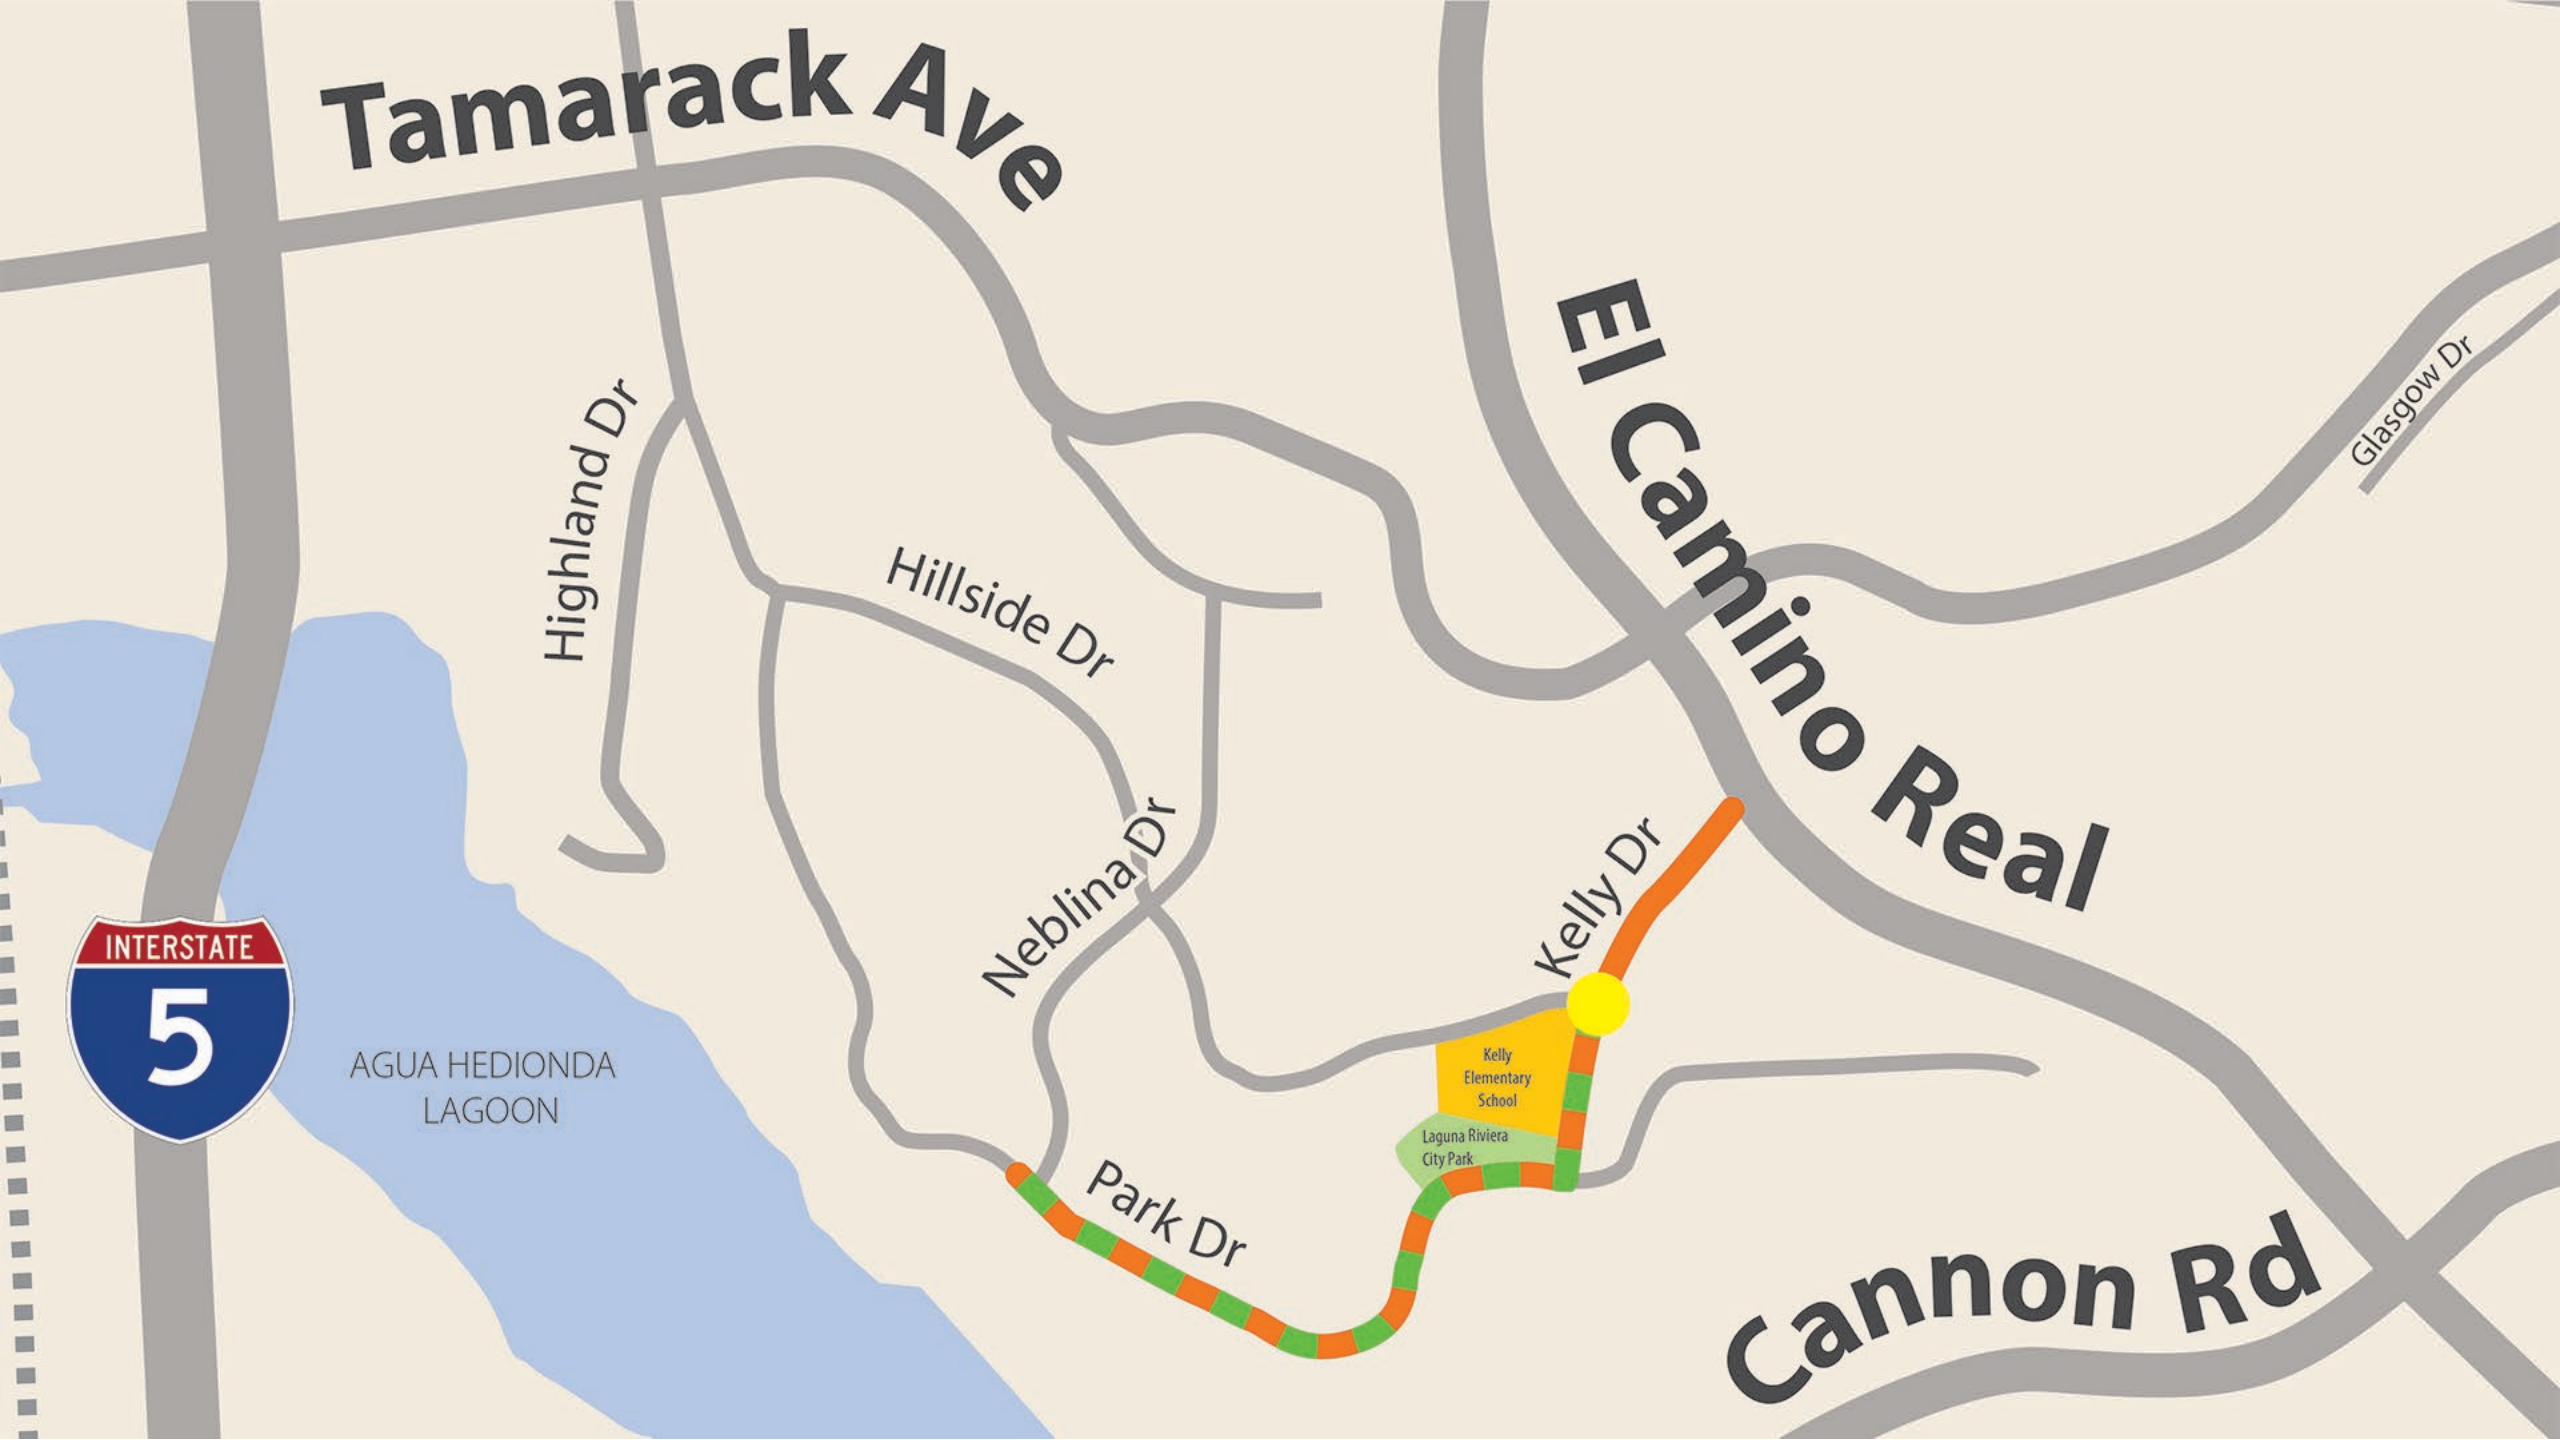 Tamarack Ave
El Camino Real
Glasgow Dr
Highland Dr
Hillside Dr
Neblina Dr
Kelly Dr
INTERSTATE
5
AGUA HEDIONDA
LAGOON
Kelly
Elementary
School
Laguna Riviera
City Park
Park Dr
Cannon Rd